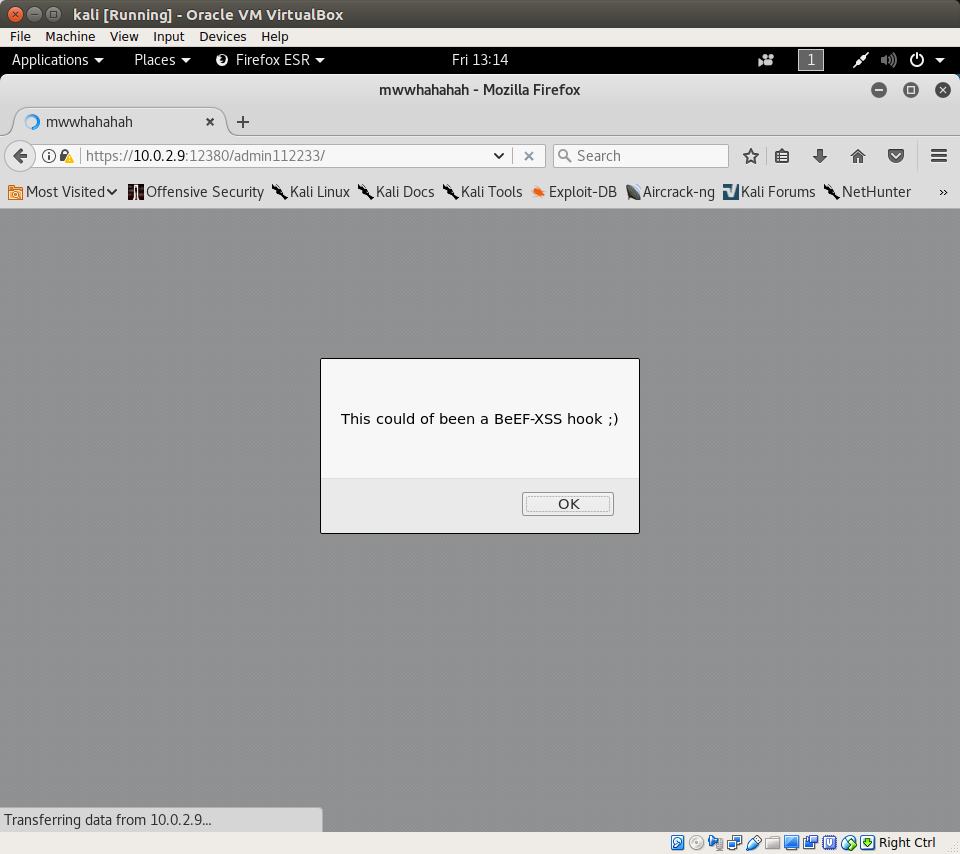 kali [Running] - Oracle VM VirtualBox
File Machine View Input Devices Help
Applications Places Firefox ESR Fri 13:14 1
mwwhahahah - Mozilla Firefox
mwwhahahah
https://10.0.2.9:12380/admin112233/ Search
Most Visited Offensive Security Kali Linux Kali Docs Kali Tools Exploit-DB Aircrack-ng Kali Forums NetHunter »
This could of been a BeEF-XSS hook ;)
OK
Transferring data from 10.0.2.9...
Right Ctrl